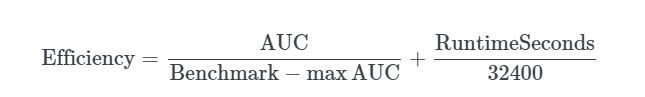 Efficiency = AUC / (Benchmark − max AUC) + RuntimeSeconds / 32400